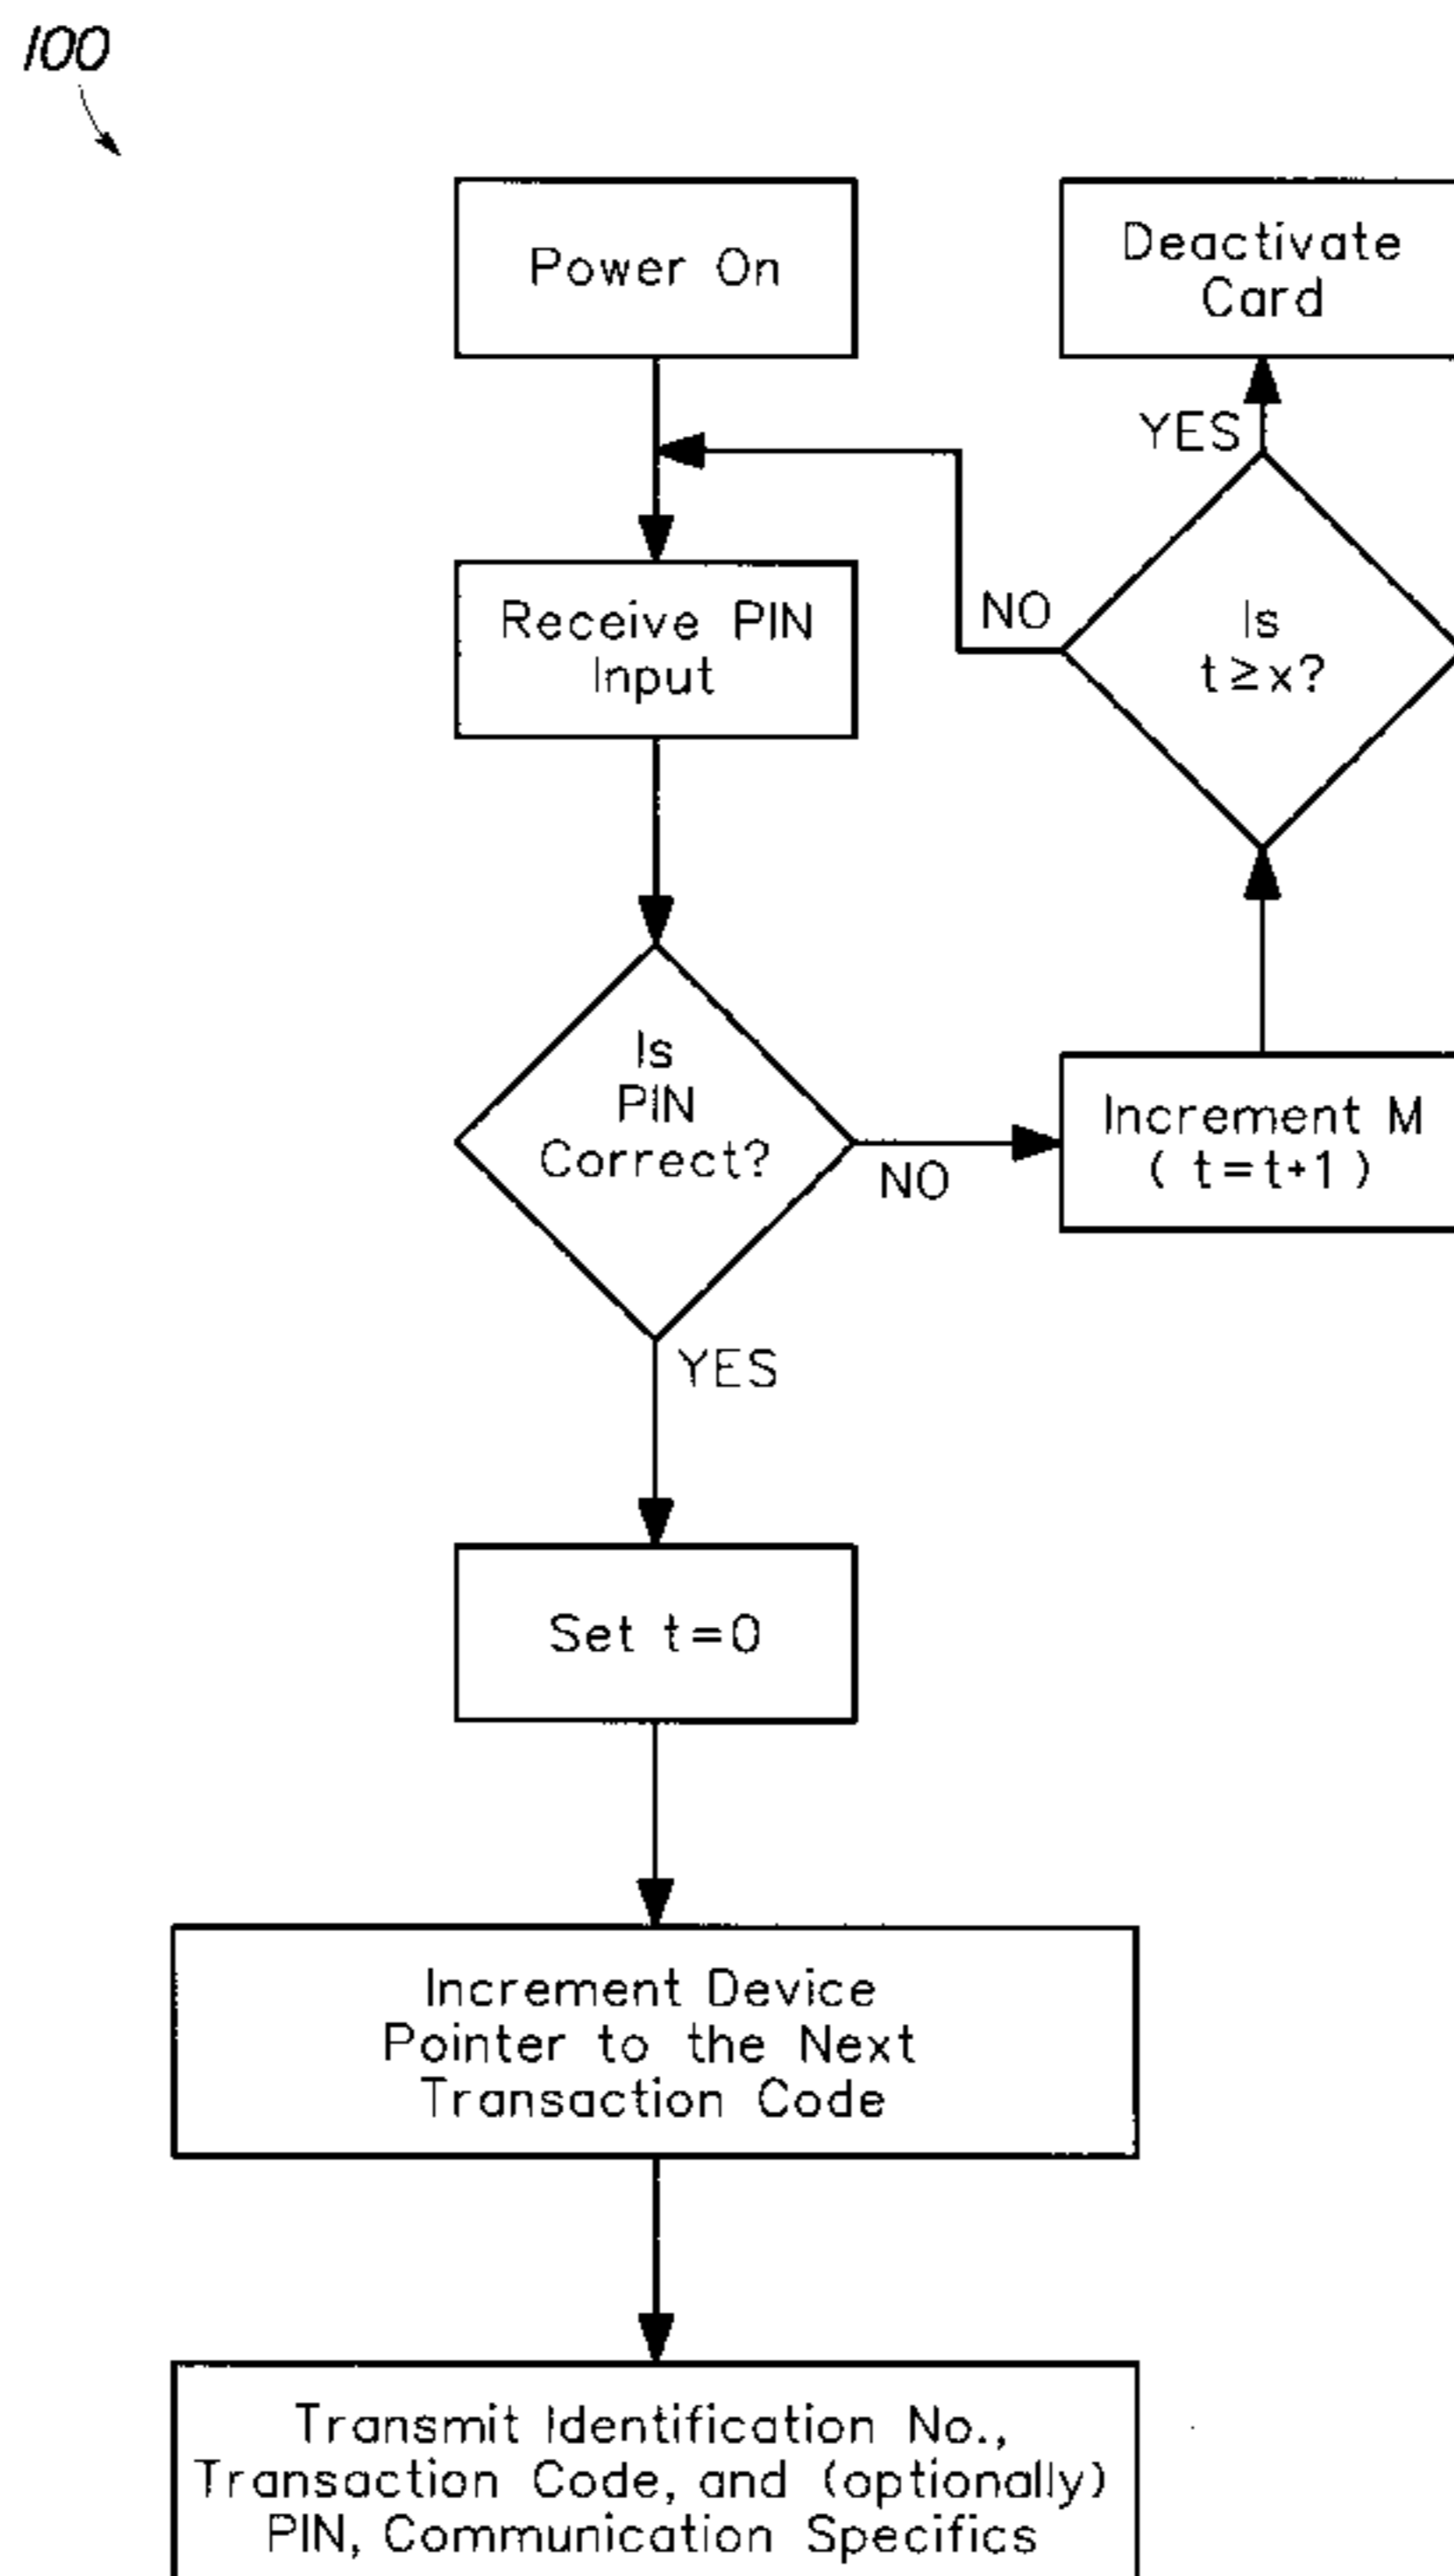 100
Power On
Deactivate
Card
YES
Receive PIN
Input
NO
Is
t≥x?
Is
PIN
Correct?
NO
Increment M
( t=t+1 )
YES
Set t=0
Increment Device
Pointer to the Next
Transaction Code
Transmit Identification No.,
Transaction Code, and (optionally)
PIN, Communication Specifics